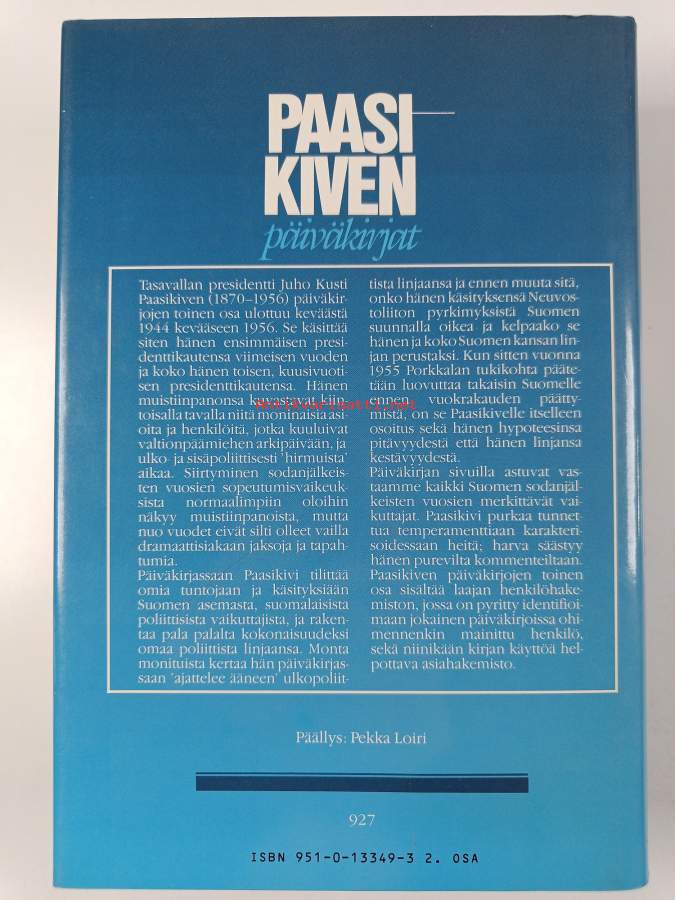 PAASI-
KIVEN
päiväkirjat
Tasavallan presidentti Juho Kusti
Paasikiven (1870–1956) päiväkir-
jojen toinen osa ulottuu keväästä
1944 kevääseen 1956. Se käsittää
siten hänen ensimmäisen presi-
denttikautensa viimeisen vuoden
ja koko hänen toisen, kuusivuoti-
sen presidenttikautensa. Hänen
muistiinpanonsa kuvastavat kiin-
toisalla tavalla niitä moninaisia asi-
oita ja henkilöitä, jotka kuuluivat
valtionpäämiehen arkipäivään, ja
ulko- ja sisäpoliittisesti 'hirmuista'
aikaa. Siirtyminen sodanjälkeis-
ten vuosien sopeutumisvaikeuk-
sista normaalimpiin oloihin
näkyy muistiinpanoista, mutta
nuo vuodet eivät silti olleet vailla
dramaattisiakaan jaksoja ja tapah-
tumia.
Päiväkirjassaan Paasikivi tilittää
omia tuntojaan ja käsityksiään
Suomen asemasta, suomalaisista
poliittisista vaikuttajista, ja raken-
taa pala palalta kokonaisuudeksi
omaa poliittista linjaansa. Monta
monituista kertaa hän päiväkirjas-
saan 'ajattelee ääneen' ulkopoliit-
tista linjaansa ja ennen muuta sitä,
onko hänen käsityksensä Neuvos-
toliiton pyrkimyksistä Suomen
suunnalla oikea ja kelpaako se
hänen ja koko Suomen kansan lin-
jan perustaksi. Kun sitten vuonna
1955 Porkkalan tukikohta pääte-
tään luovuttaa takaisin Suomelle
ennen vuokrakauden päätty-
mistä, on se Paasikivelle itselleen
osoitus sekä hänen hypoteesinsa
pitävyydestä että hänen linjansa
kestävyydestä.
Päiväkirjan sivuilla astuvat vas-
taamme kaikki Suomen sodanjäl-
keisten vuosien merkittävät vai-
kuttajat. Paasikivi purkaa tunnet-
tua temperamenttiaan karakteri-
soidessaan heitä; harva säästyy
hänen purevilta kommenteiltaan.
Paasikiven päiväkirjojen toinen
osa sisältää laajan henkilöhake-
miston, jossa on pyritty identifioi-
maan jokainen päiväkirjoissa ohi-
mennenkin mainittu henkilö,
sekä niinikään kirjan käyttöä hel-
pottava asiahakemisto.
Antikvariaatti.net
Päällys: Pekka Loiri
927
ISBN 951-0-13349-3 2. OSA